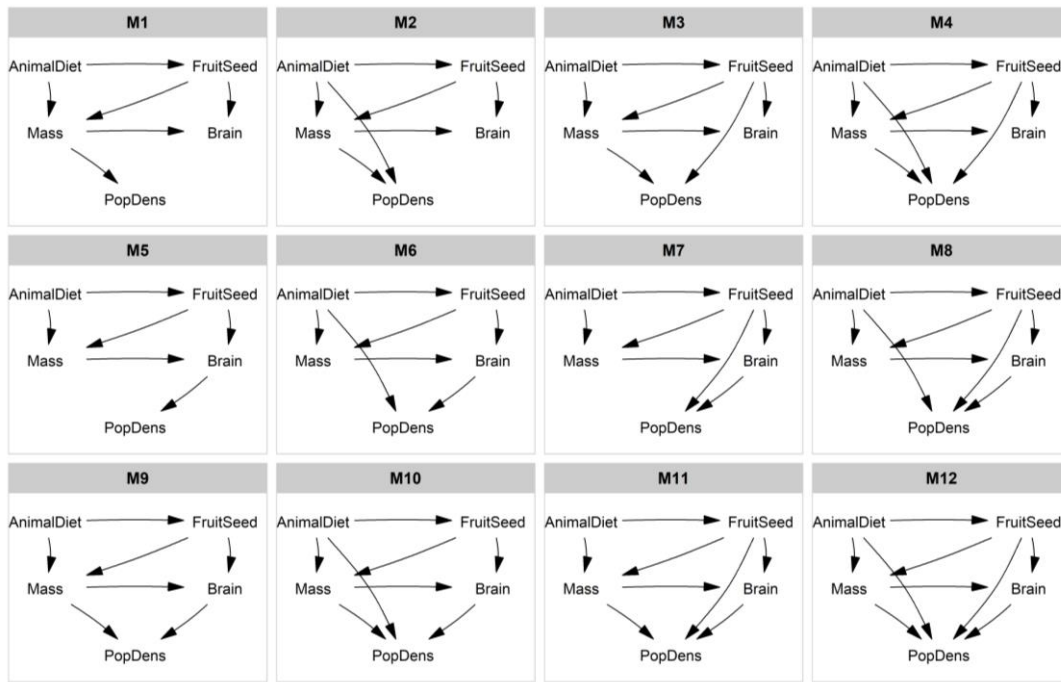 M1 M2 M3 M4
AnimalDiet FruitSeed AnimalDiet FruitSeed AnimalDiet FruitSeed AnimalDiet FruitSeed
Mass Brain Mass Brain Mass Brain Mass Brain
PopDens PopDens PopDens PopDens
M5 M6 M7 M8
AnimalDiet FruitSeed AnimalDiet FruitSeed AnimalDiet FruitSeed AnimalDiet FruitSeed
Mass Brain Mass Brain Mass Brain Mass Brain
PopDens PopDens PopDens PopDens
M9 M10 M11 M12
AnimalDiet FruitSeed AnimalDiet FruitSeed AnimalDiet FruitSeed AnimalDiet FruitSeed
Mass Brain Mass Brain Mass Brain Mass Brain
PopDens PopDens PopDens PopDens